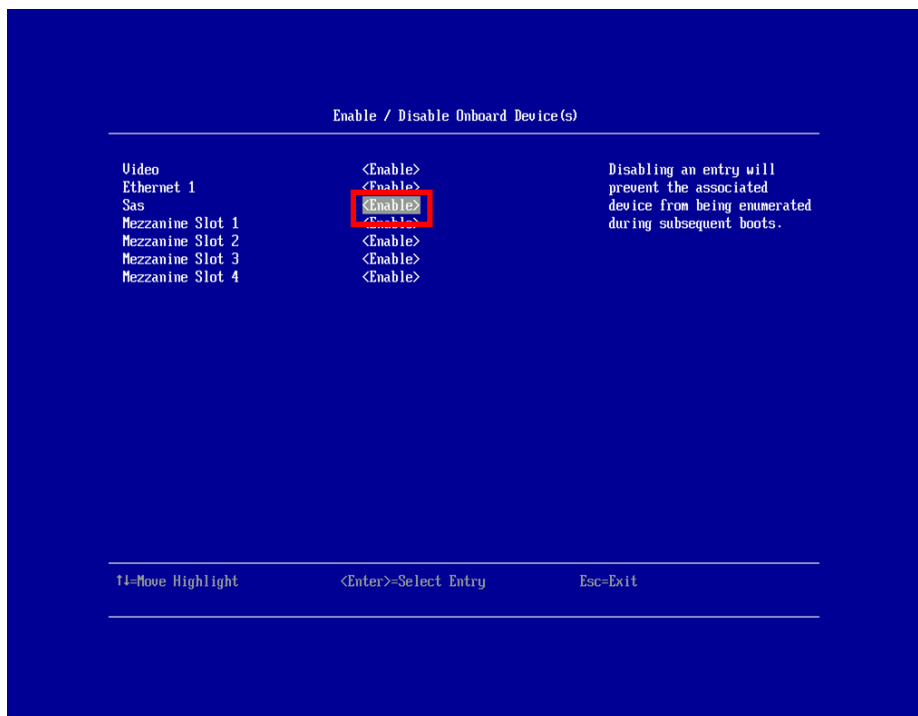 Enable / Disable Onboard Device(s)
Video <Enable> Disabling an entry will
Ethernet 1 <Enable> prevent the associated
Sas <Enable> device from being enumerated
Mezzanine Slot 1 <Enable> during subsequent boots.
Mezzanine Slot 2 <Enable>
Mezzanine Slot 3 <Enable>
Mezzanine Slot 4 <Enable>
↑↓=Move Highlight <Enter>=Select Entry Esc=Exit